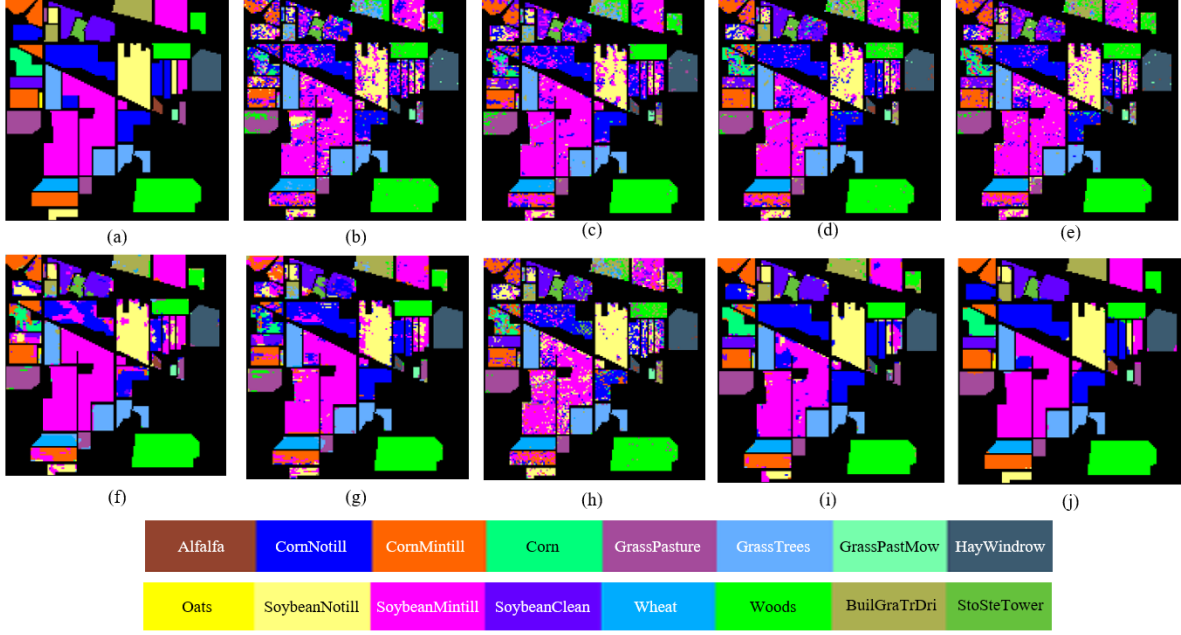 (a) (b) (c) (d) (e)
(f) (g) (h) (i) (j)
Alfalfa CornNotill CornMintill Corn GrassPasture GrassTrees GrassPastMow HayWindrow
Oats SoybeanNotill SoybeanMintill SoybeanClean Wheat Woods BuilGraTrDri StoSteTower